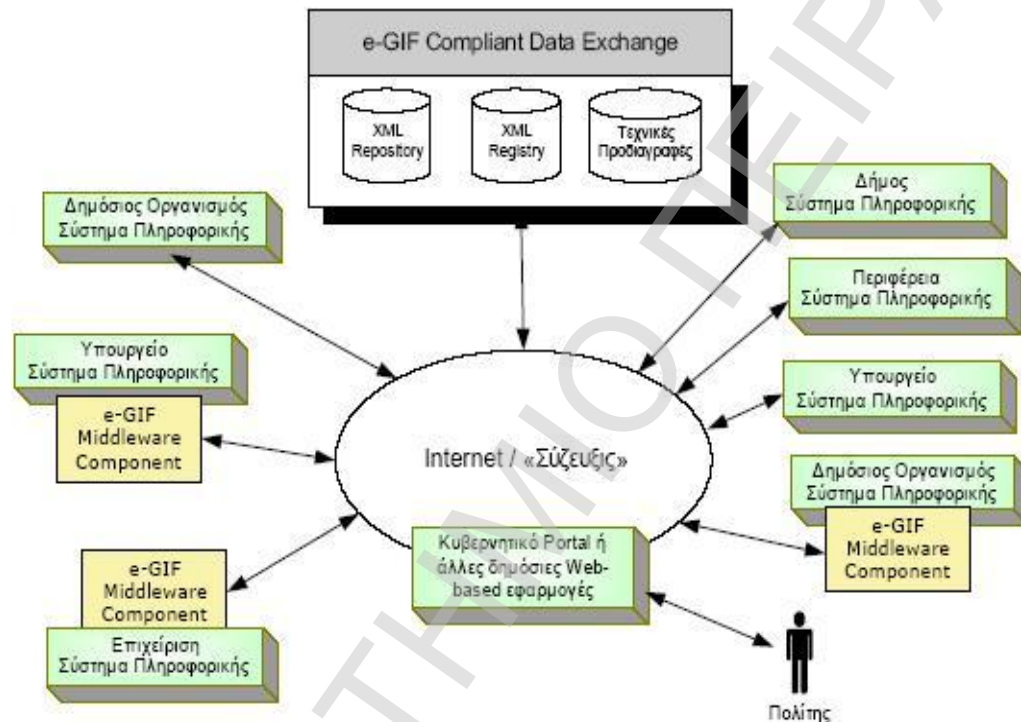 e-GIF Compliant Data Exchange
XML
Repository
XML
Registry
Τεχνικές
Προδιαγραφές
Δημόσιος Οργανισμός
Σύστημα Πληροφορικής
Δήμος
Σύστημα Πληροφορικής
Περιφέρεια
Σύστημα Πληροφορικής
Υπουργείο
Σύστημα Πληροφορικής
e-GIF
Middleware
Component
Υπουργείο
Σύστημα Πληροφορικής
Internet / «Σύζευξις»
Δημόσιος Οργανισμός
Σύστημα Πληροφορικής
e-GIF
Middleware
Component
Κυβερνητικό Portal ή
άλλες δημόσιες Web-
based εφαρμογές
e-GIF
Middleware
Component
Επιχείριση
Σύστημα Πληροφορικής
Πολίτης
ΤΗΜΙΟ ΠΕΙΡΑ